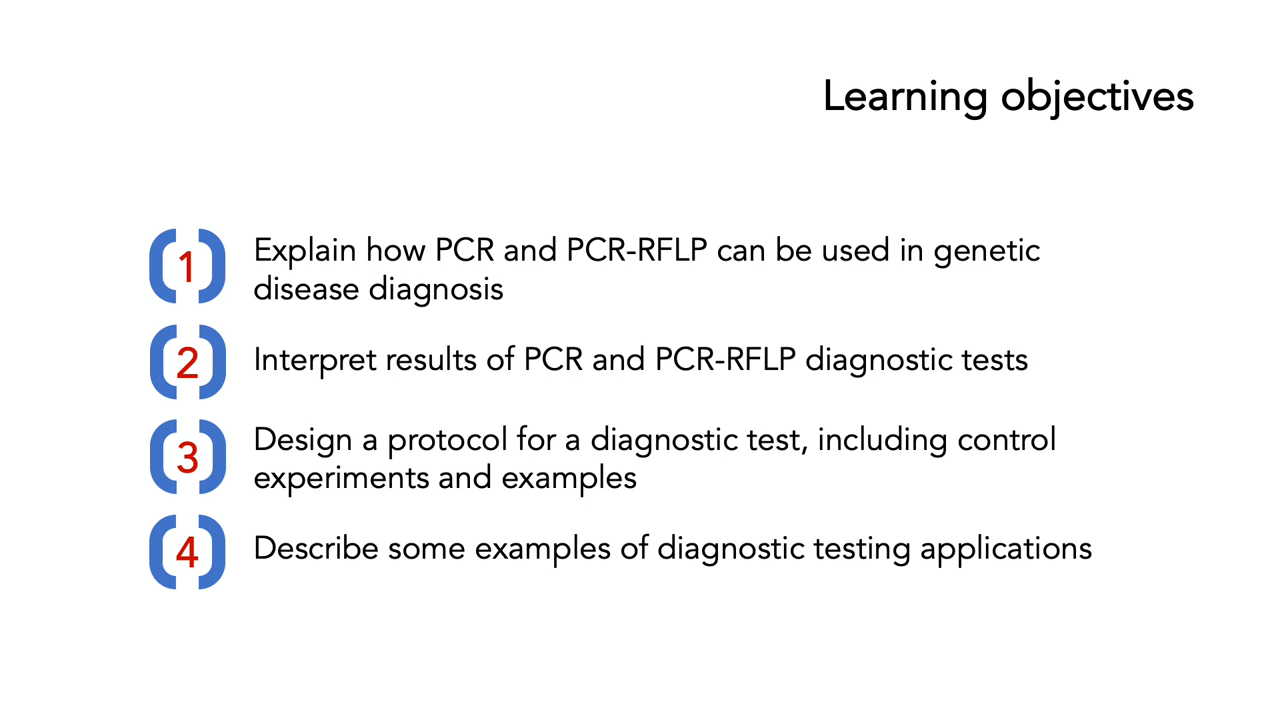 Learning objectives
1
Explain how PCR and PCR-RFLP can be used in genetic
disease diagnosis
2
Interpret results of PCR and PCR-RFLP diagnostic tests
3
Design a protocol for a diagnostic test, including control
experiments and examples
4
Describe some examples of diagnostic testing applications